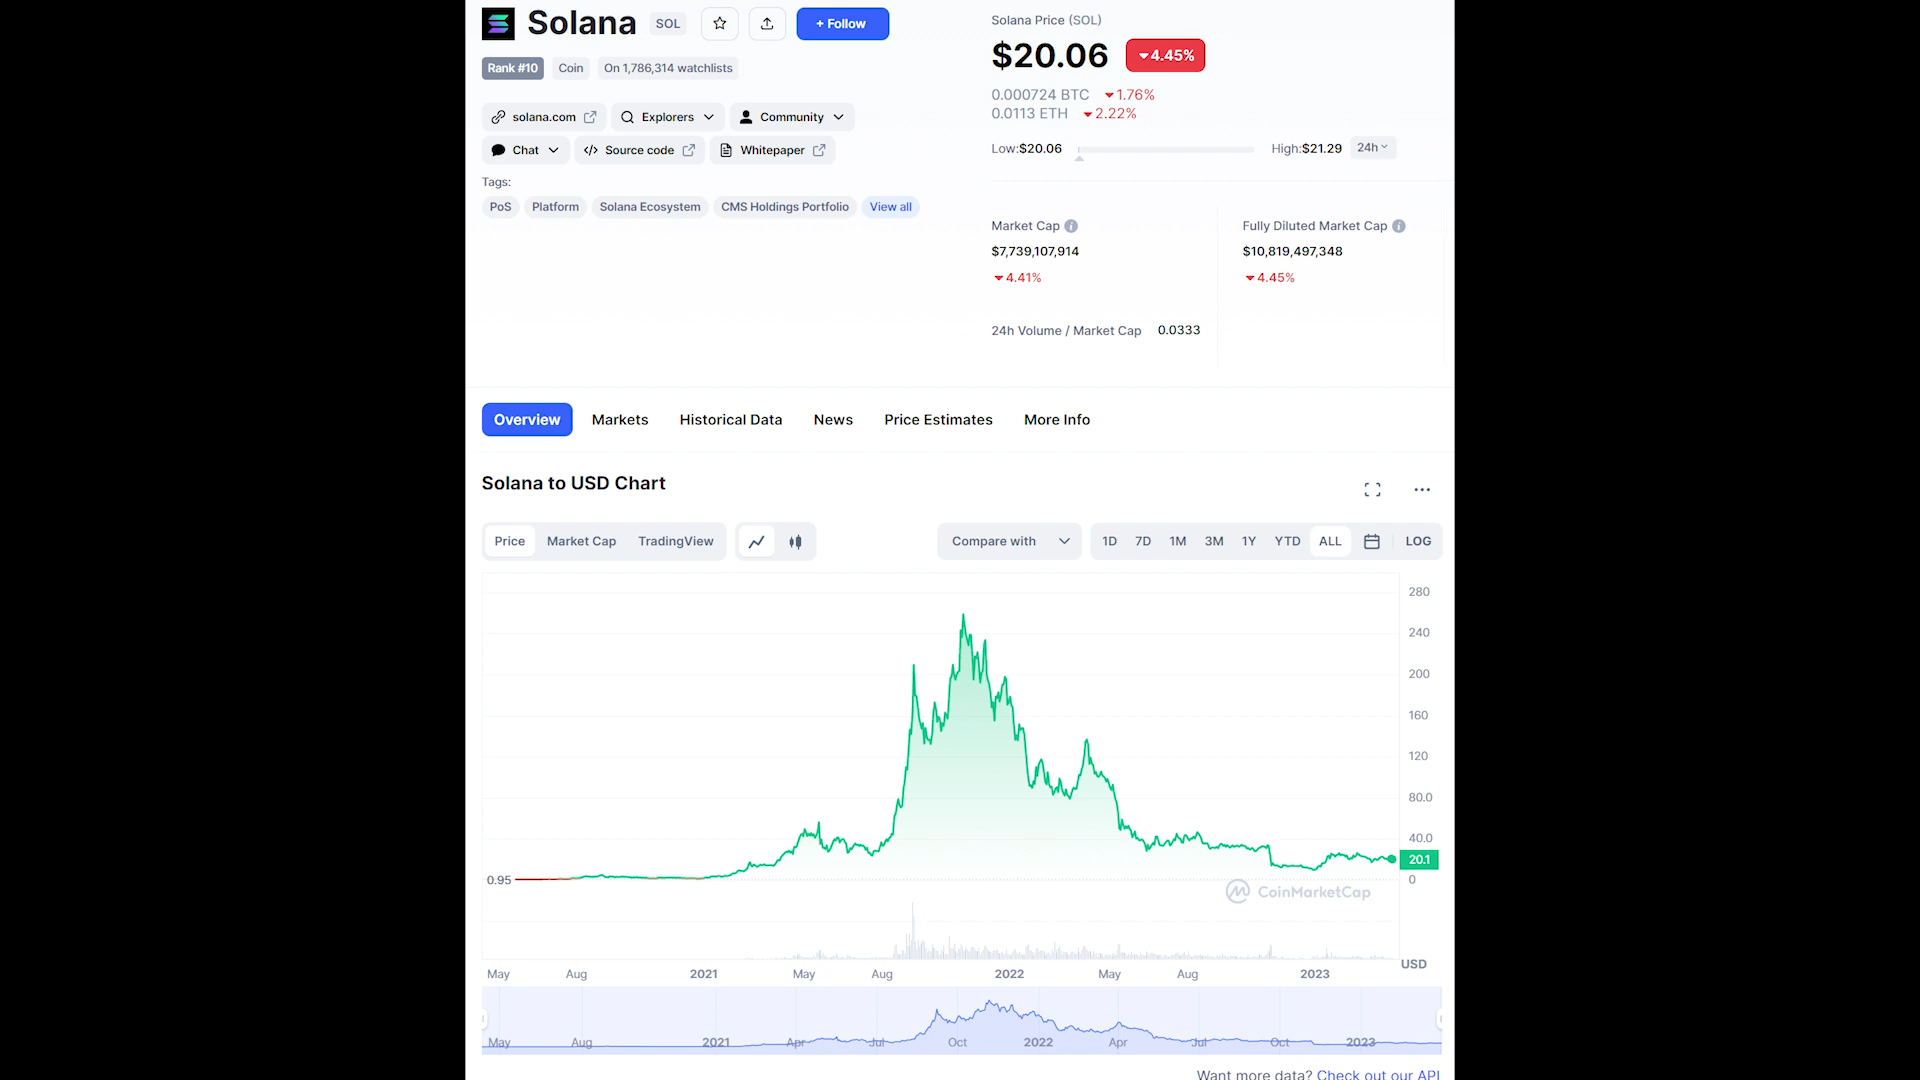 Solana SOL + Follow
Rank #10 Coin On 1,786,314 watchlists
solana.com Explorers Community
Chat Source code Whitepaper
Tags:
PoS Platform Solana Ecosystem CMS Holdings Portfolio View all
Solana Price (SOL)
$20.06 4.45%
0.000724 BTC 1.76%
0.0113 ETH 2.22%
Low:$20.06 High:$21.29 24h
Market Cap
$7,739,107,914
4.41%
Fully Diluted Market Cap
$10,819,497,348
4.45%
24h Volume / Market Cap 0.0333
Overview Markets Historical Data News Price Estimates More Info
Solana to USD Chart
Price Market Cap TradingView Compare with 1D 7D 1M 3M 1Y YTD ALL LOG
280
240
200
160
120
80.0
40.0
20.1
0.95 0
CoinMarketCap
USD
May Aug 2021 May Aug 2022 May Aug 2023
May Aug 2021 Apr Jul Oct 2022 Apr Jul Oct 2023
Want more data? Check out our API